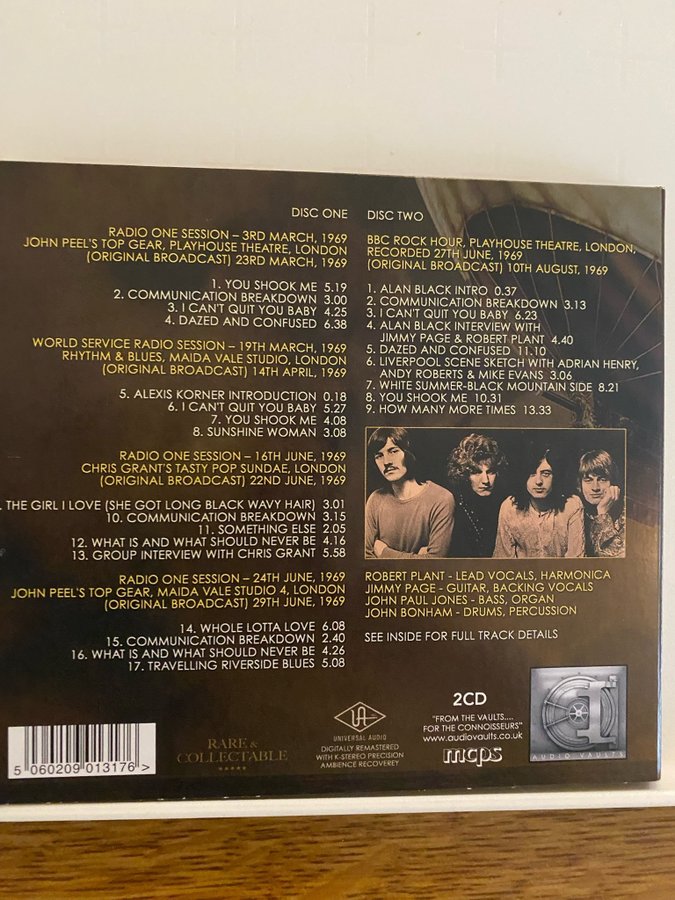 DISC ONE
RADIO ONE SESSION – 3RD MARCH, 1969
JOHN PEEL'S TOP GEAR, PLAYHOUSE THEATRE, LONDON
(ORIGINAL BROADCAST) 23RD MARCH, 1969
1. YOU SHOOK ME 5.19
2. COMMUNICATION BREAKDOWN 3.00
3. I CAN'T QUIT YOU BABY 4.25
4. DAZED AND CONFUSED 6.38
WORLD SERVICE RADIO SESSION – 19TH MARCH, 1969
RHYTHM & BLUES, MAIDA VALE STUDIO, LONDON
(ORIGINAL BROADCAST) 14TH APRIL, 1969
5. ALEXIS KORNER INTRODUCTION 0.18
6. I CAN'T QUIT YOU BABY 5.27
7. YOU SHOOK ME 4.08
8. SUNSHINE WOMAN 3.08
RADIO ONE SESSION – 16TH JUNE, 1969
CHRIS GRANT'S TASTY POP SUNDAE, LONDON
(ORIGINAL BROADCAST) 22ND JUNE, 1969
. THE GIRL I LOVE (SHE GOT LONG BLACK WAVY HAIR) 3.01
10. COMMUNICATION BREAKDOWN 3.15
11. SOMETHING ELSE 2.05
12. WHAT IS AND WHAT SHOULD NEVER BE 4.16
13. GROUP INTERVIEW WITH CHRIS GRANT 5.58
RADIO ONE SESSION – 24TH JUNE, 1969
JOHN PEEL'S TOP GEAR, MAIDA VALE STUDIO 4, LONDON
(ORIGINAL BROADCAST) 29TH JUNE, 1969
14. WHOLE LOTTA LOVE 6.08
15. COMMUNICATION BREAKDOWN 2.40
16. WHAT IS AND WHAT SHOULD NEVER BE 4.26
17. TRAVELLING RIVERSIDE BLUES 5.08
DISC TWO
BBC ROCK HOUR, PLAYHOUSE THEATRE, LONDON,
RECORDED 27TH JUNE, 1969
(ORIGINAL BROADCAST) 10TH AUGUST, 1969
1. ALAN BLACK INTRO 0.37
2. COMMUNICATION BREAKDOWN 3.13
3. I CAN'T QUIT YOU BABY 6.23
4. ALAN BLACK INTERVIEW WITH
JIMMY PAGE & ROBERT PLANT 4.40
5. DAZED AND CONFUSED 11.10
6. LIVERPOOL SCENE SKETCH WITH ADRIAN HENRY,
ANDY ROBERTS & MIKE EVANS 3.06
7. WHITE SUMMER-BLACK MOUNTAIN SIDE 8.21
8. YOU SHOOK ME 10.31
9. HOW MANY MORE TIMES 13.33
ROBERT PLANT - LEAD VOCALS, HARMONICA
JIMMY PAGE - GUITAR, BACKING VOCALS
JOHN PAUL JONES - BASS, ORGAN
JOHN BONHAM - DRUMS, PERCUSSION
SEE INSIDE FOR FULL TRACK DETAILS
5 060209 013176 >
RARE &
COLLECTABLE
UA
UNIVERSAL AUDIO
DIGITALLY REMASTERED
WITH K-STEREO PRECISION
AMBIENCE RECOVEREY
2CD
"FROM THE VAULTS....
FOR THE CONNOISSEURS"
www.audiovaults.co.uk
mcps
AUDIO VAULTS